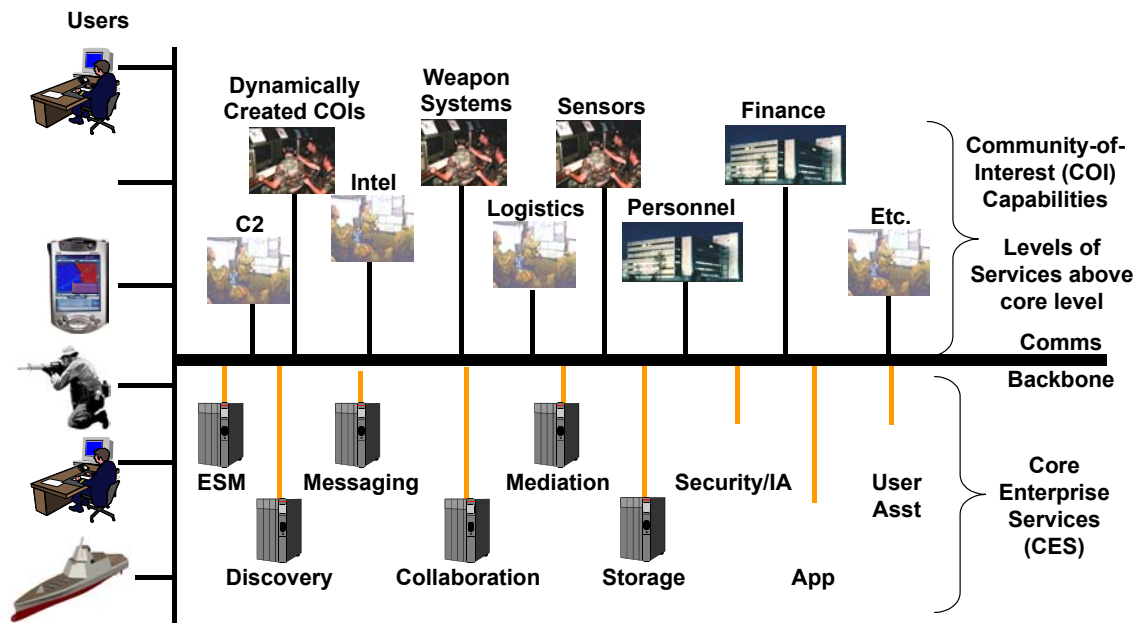 Users
Dynamically
Created COIs
Weapon
Systems
Sensors
Finance
Community-of-
Interest (COI)
Capabilities
Intel
C2
Logistics
Personnel
Etc.
Levels of
Services above
core level
Comms
Backbone
ESM
Messaging
Mediation
Security/IA
User
Asst
Core
Enterprise
Services
(CES)
Discovery
Collaboration
Storage
App